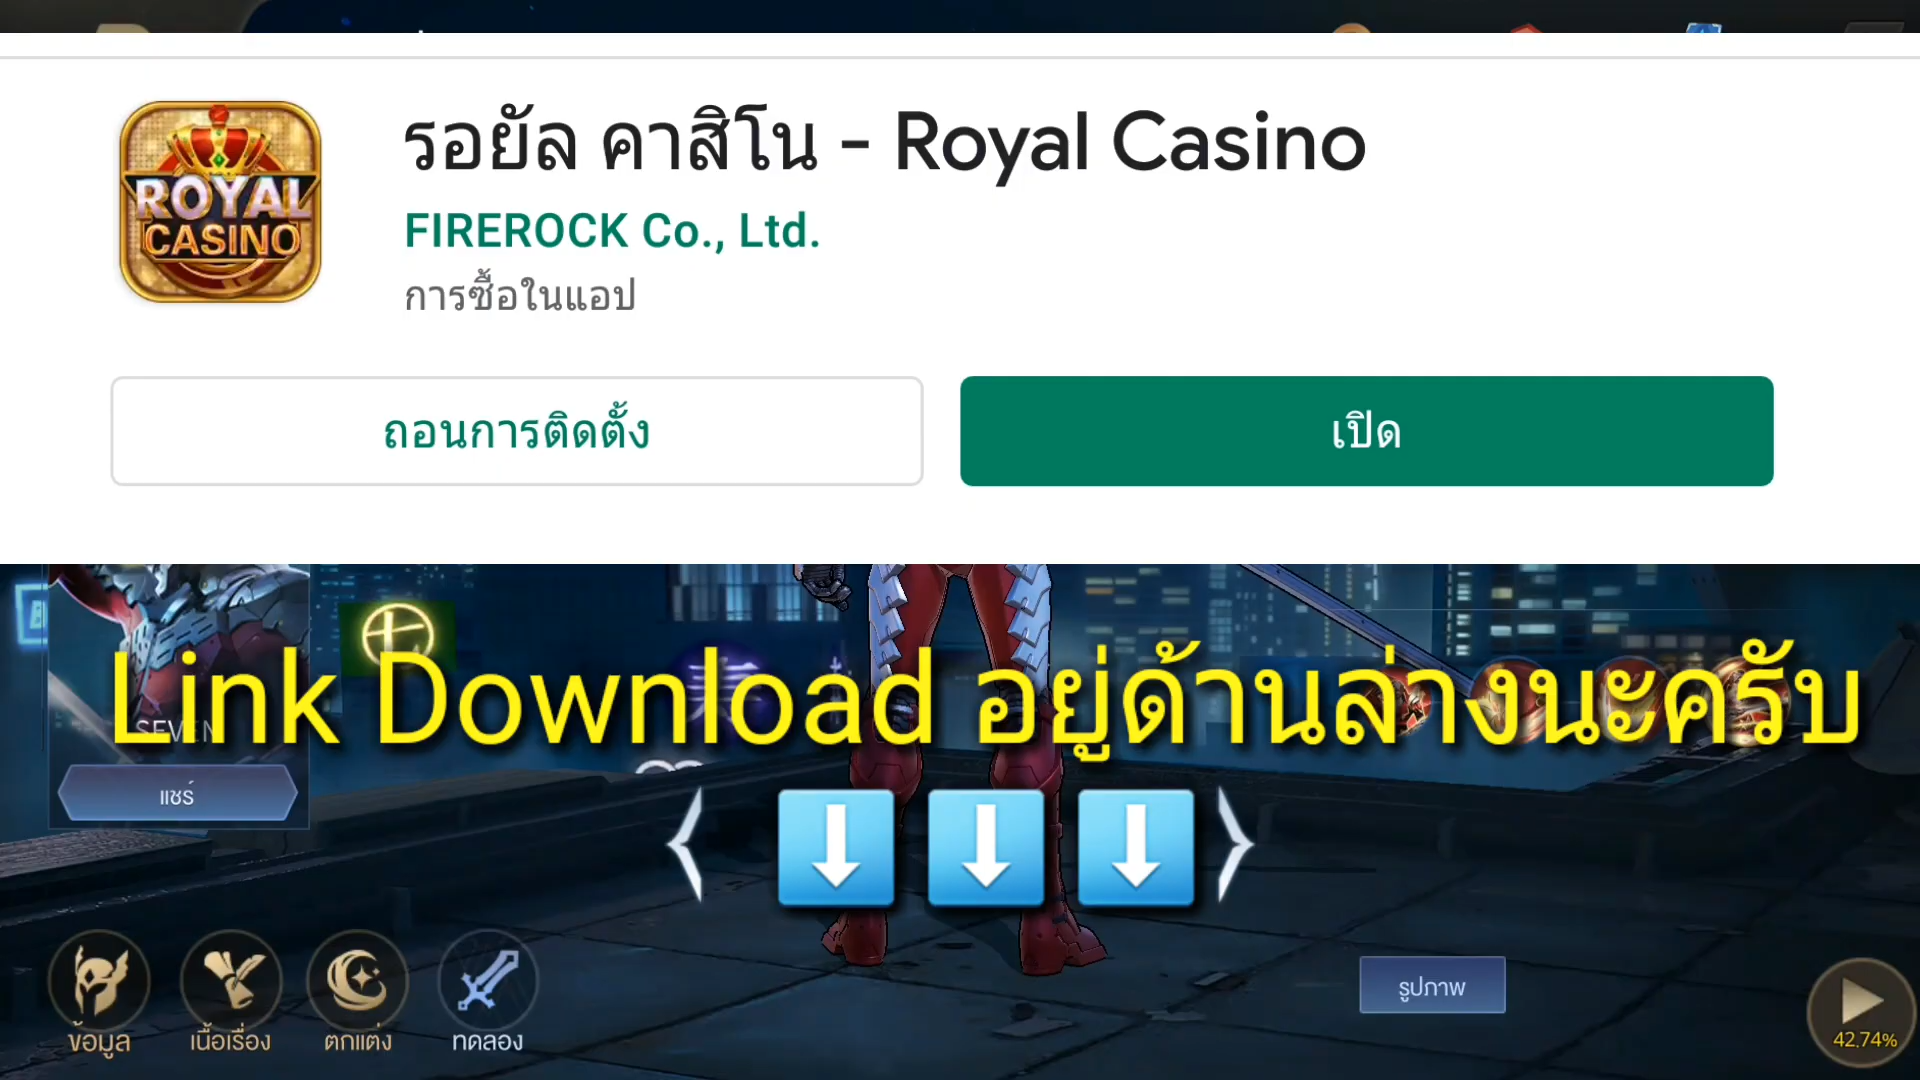 รอยัล คาสิโน - Royal Casino
ROYAL
CASINO
FIREROCK Co., Ltd.
การซื้อในแอป
ถอนการติดตั้ง
เปิด
Link Download อยู่ด้านล่างนะครับ
SEVEN
แชร์
ข้อมูล
เนื้อเรื่อง
ตกแต่ง
ทดลอง
รูปภาพ
42.74%